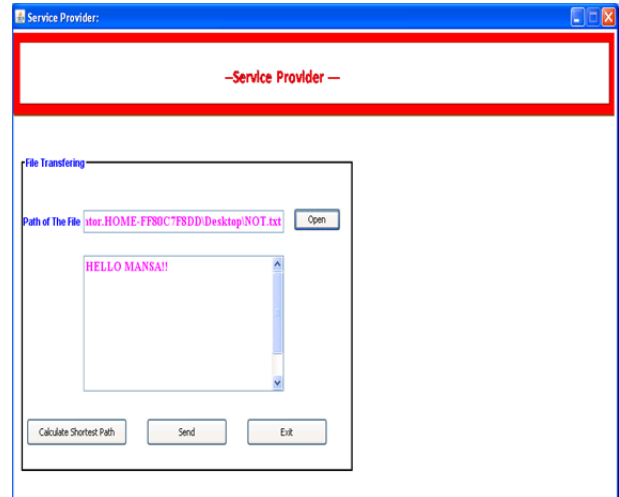 Service Provider:
--Service Provider ---
File Transfering
Path of The File ator.HOME-FF80C7F8DD\Desktop\NOT.txt Open
HELLO MANSA!!
Calculate Shortest Path Send Exit